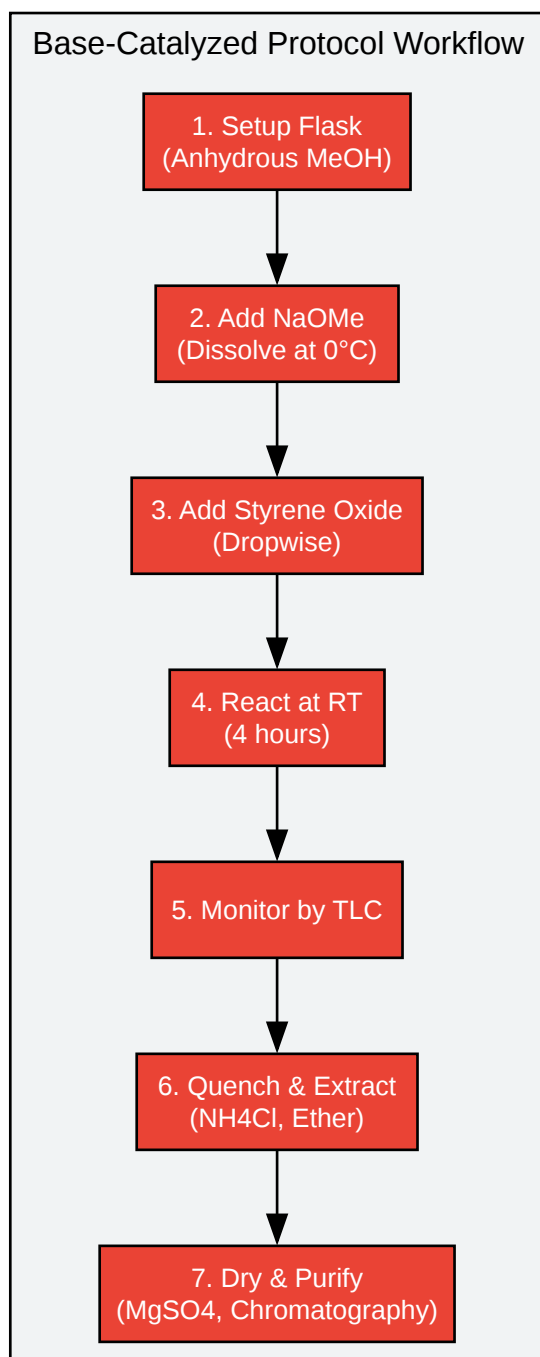 Base-Catalyzed Protocol Workflow
1. Setup Flask
(Anhydrous MeOH)
2. Add NaOMe
(Dissolve at 0°C)
3. Add Styrene Oxide
(Dropwise)
4. React at RT
(4 hours)
5. Monitor by TLC
6. Quench & Extract
(NH4Cl, Ether)
7. Dry & Purify
(MgSO4, Chromatography)